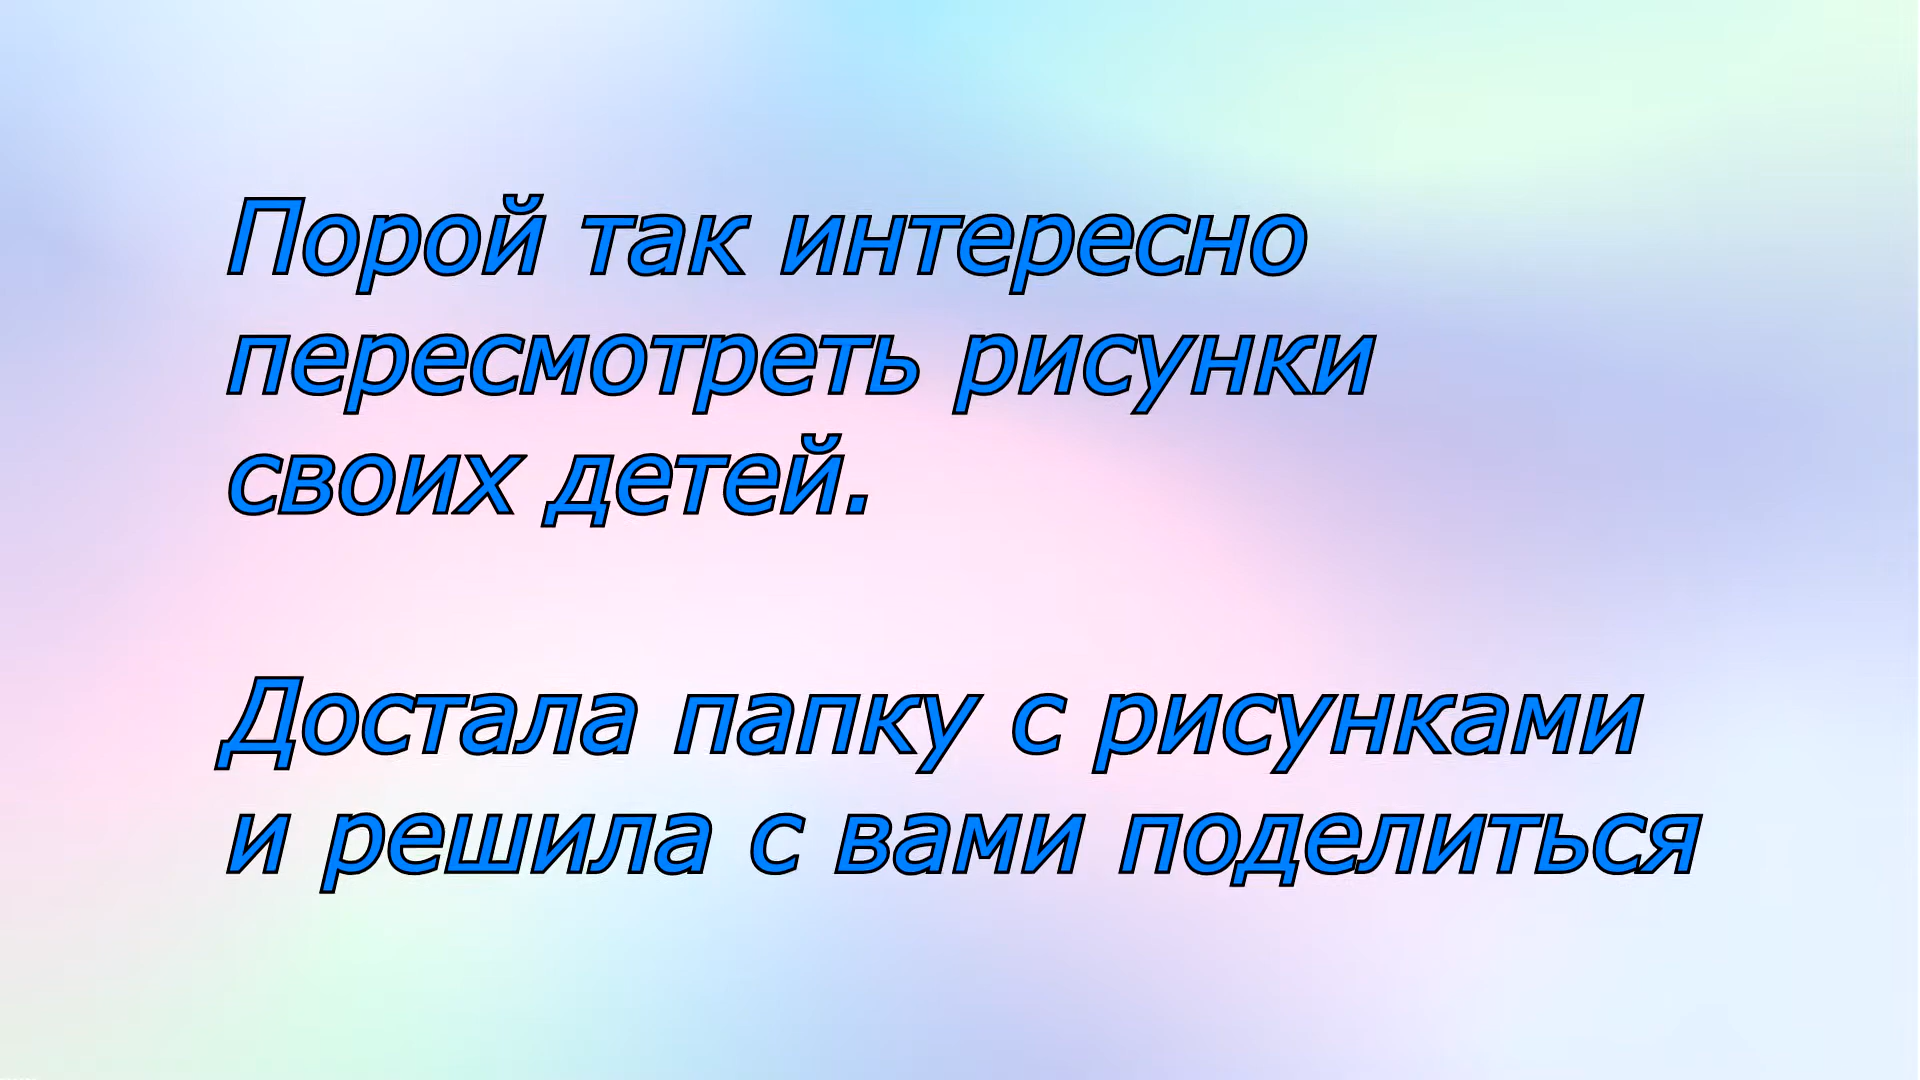 Порой так интересно
пересмотреть рисунки
своих детей.
Достала папку с рисунками
и решила с вами поделиться